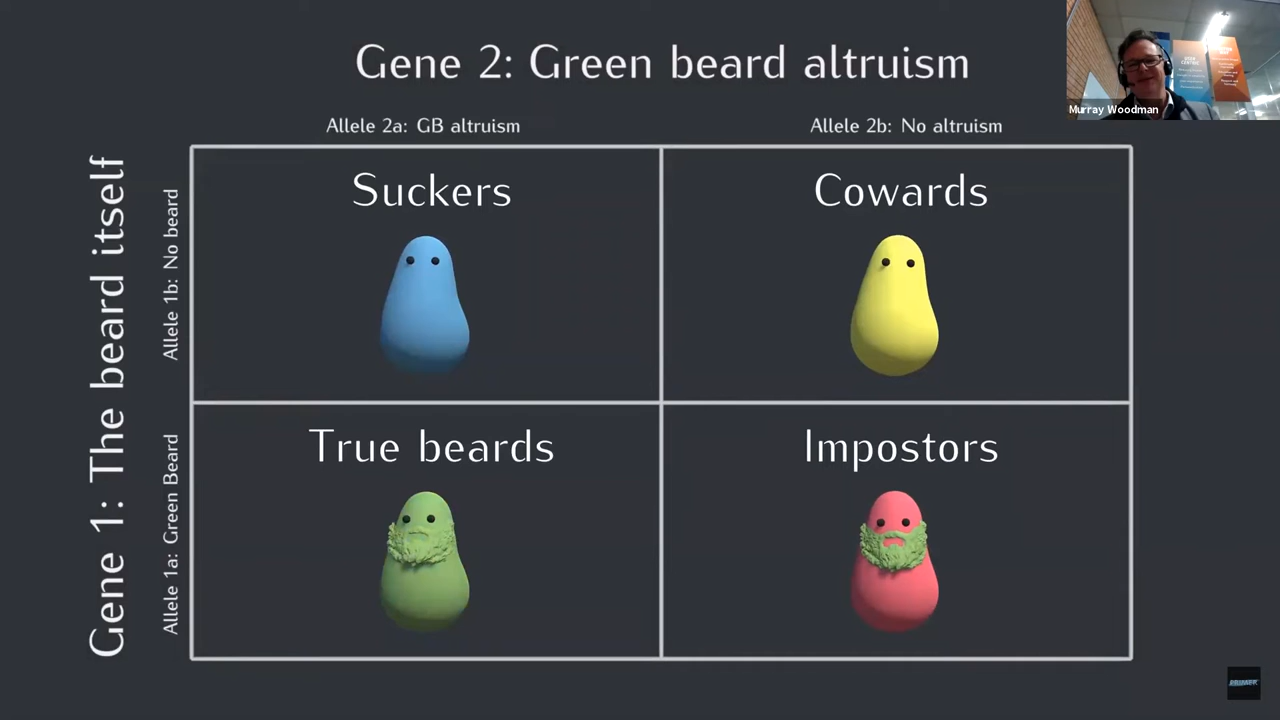 Gene 2: Green beard altruism
Murray Woodman
Allele 2a: GB altruism
Allele 2b: No altruism
Gene 1: The beard itself
Allele 1b: No beard
Suckers
Cowards
Allele 1a: Green Beard
True beards
Impostors
PRIMER